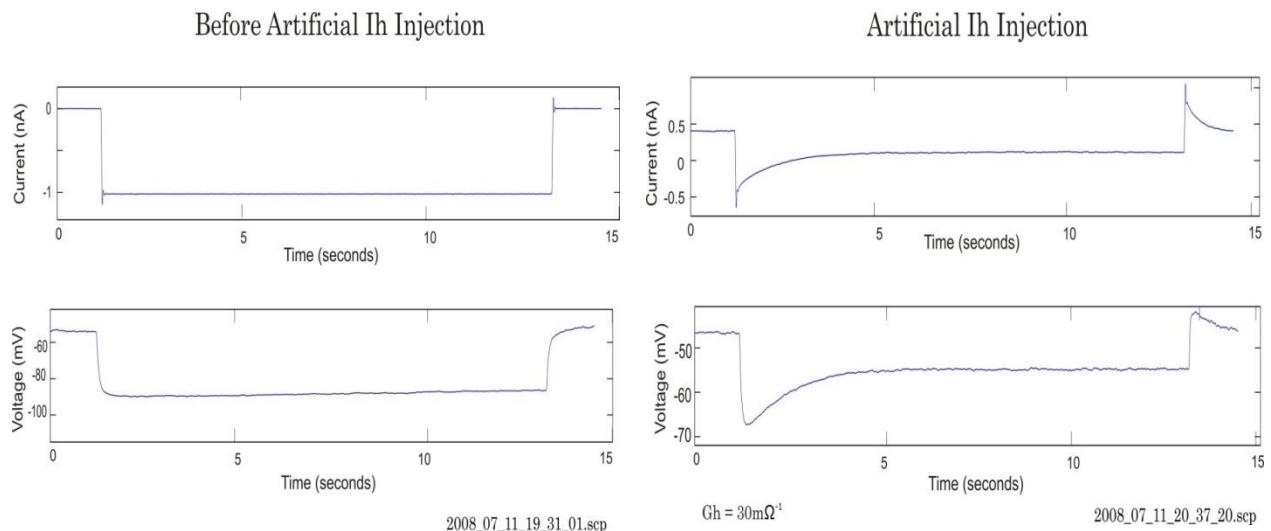 Before Artificial Ih Injection
Artificial Ih Injection
Current (nA)
0
-1
0
5
10
15
Time (seconds)
Current (nA)
0.5
0
-0.5
0
5
10
15
Time (seconds)
Voltage (mV)
-60
-80
-100
0
5
10
15
Time (seconds)
Voltage (mV)
-50
-60
-70
0
5
10
15
Time (seconds)
2008_07_11_19_31_01.scp
Gh = 30mΩ⁻¹
2008_07_11_20_37_20.scp